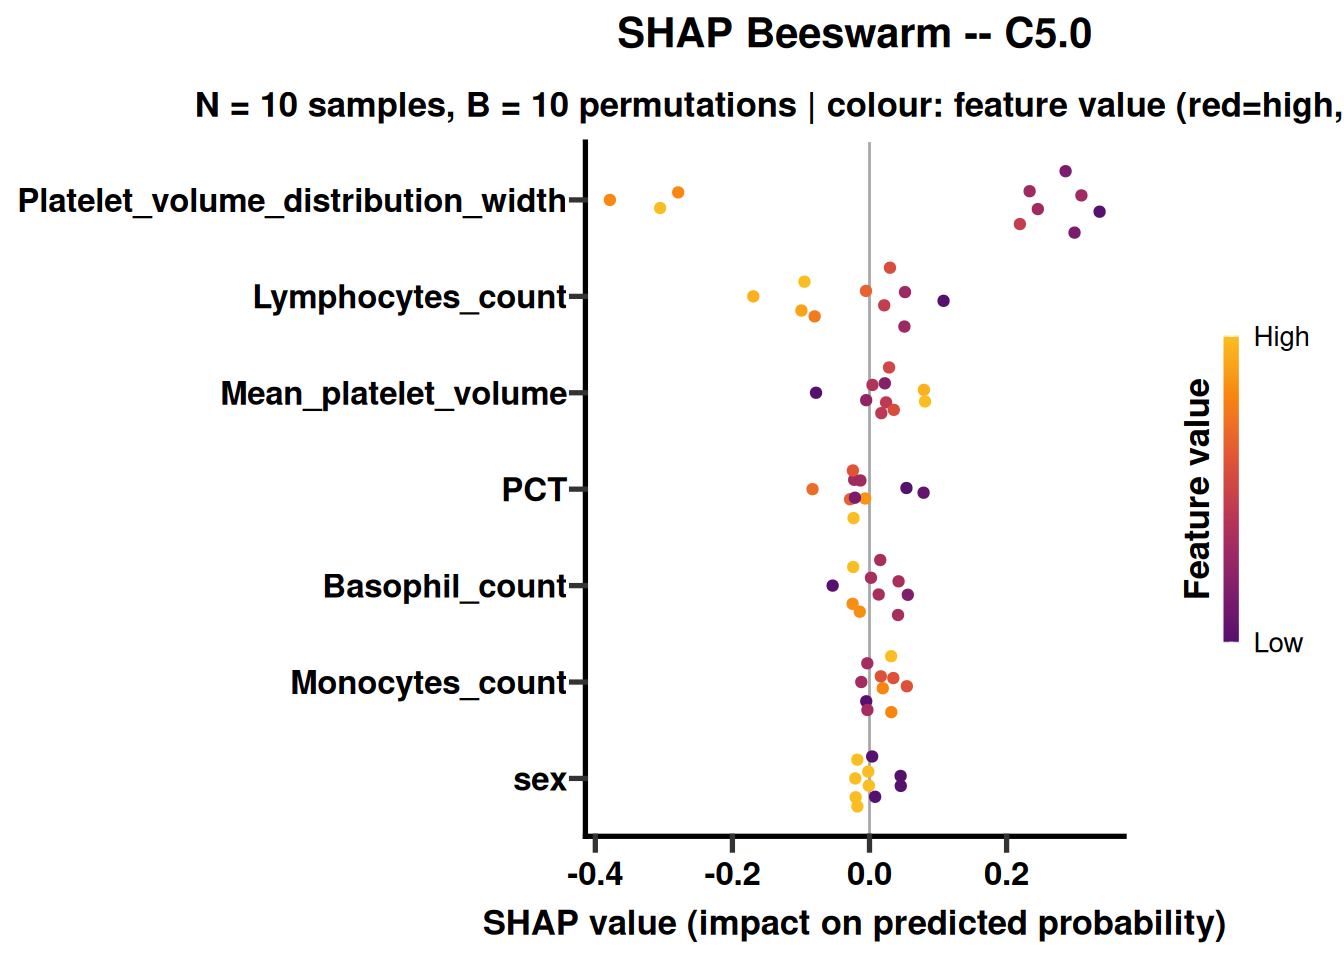 SHAP Beeswarm -- C5.0
N = 10 samples, B = 10 permutations | colour: feature value (red=high,
Platelet_volume_distribution_width
Lymphocytes_count
Mean_platelet_volume
PCT
Basophil_count
Monocytes_count
sex
-0.4
-0.2
0.0
0.2
SHAP value (impact on predicted probability)
Feature value
High
Low